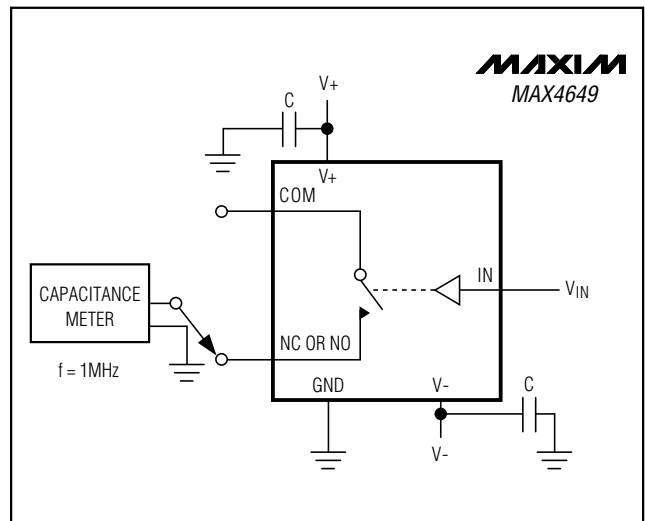 MAXIM
MAX4649
V+
C
V+
COM
IN
VIN
CAPACITANCE
METER
NC OR NO
f = 1MHz
GND
V-
C
V-